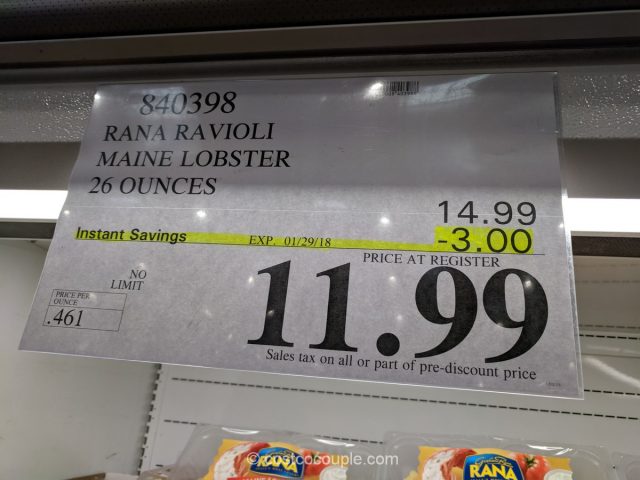 840398
RANA RAVIOLI
MAINE LOBSTER
26 OUNCES
14.99
Instant Savings EXP. 01/29/18 -3.00
PRICE AT REGISTER
NO
LIMIT
11.99
PRICE PER
OUNCE
.461
Sales tax on all or part of pre-discount price
RANA RANA
costcocouple.com